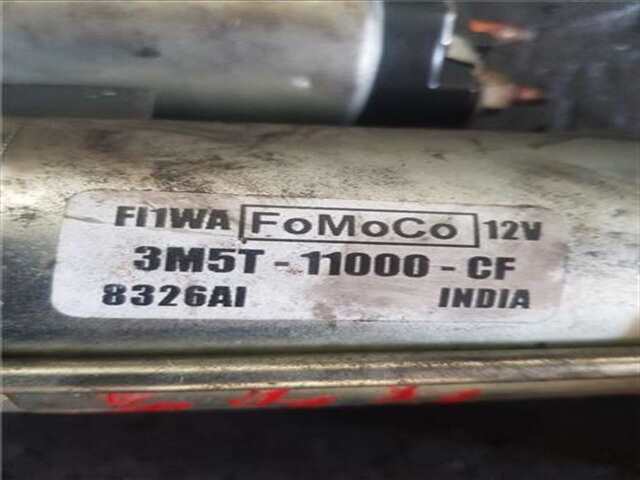 FI1WA FoMoCo 12V
3M5T - 11000 - CF
8326AI INDIA